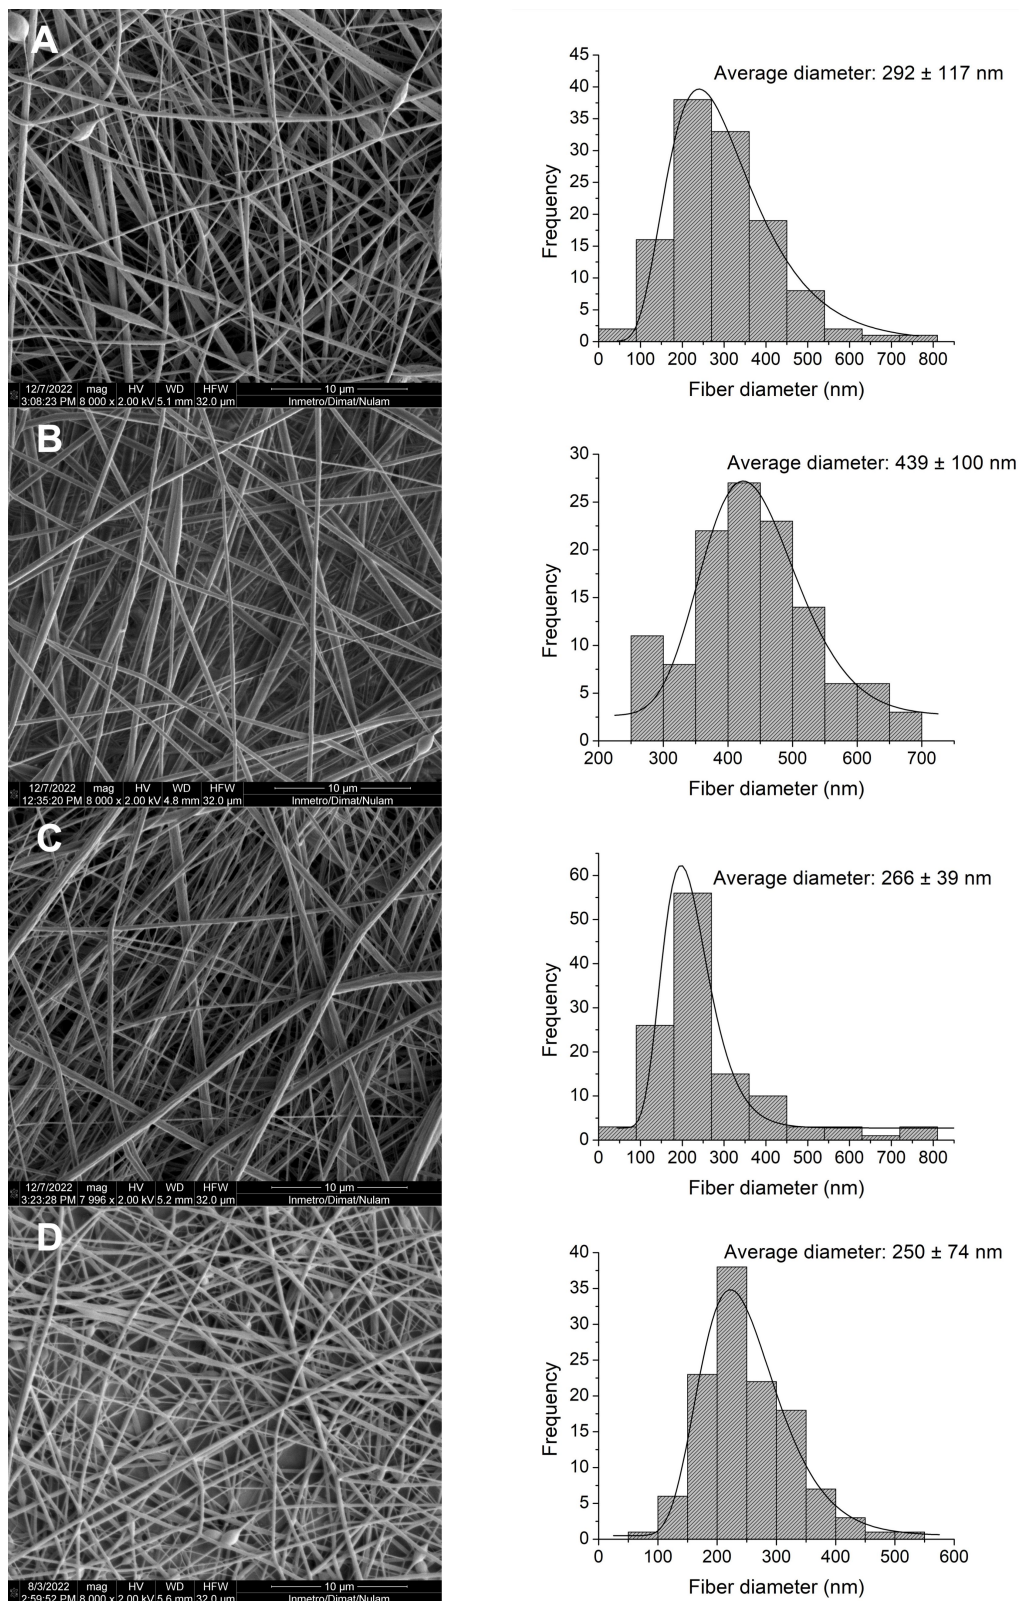 A
12/7/2022 mag HV WD HFW 10 µm
3:08:23 PM 8 000 x 2.00 kV 5.1 mm 32.0 µm Inmetro/Dimat/Nulam
45
40
35
30
25
20
15
10
5
0
Frequency
Average diameter: 292 ± 117 nm
0 100 200 300 400 500 600 700 800
Fiber diameter (nm)
B
12/7/2022 mag HV WD HFW 10 µm
12:35:20 PM 8 000 x 2.00 kV 4.8 mm 32.0 µm Inmetro/Dimat/Nulam
30
25
20
15
10
5
0
Frequency
Average diameter: 439 ± 100 nm
200 300 400 500 600 700
Fiber diameter (nm)
C
12/7/2022 mag HV WD HFW 10 µm
3:23:28 PM 7 996 x 2.00 kV 5.2 mm 32.0 µm Inmetro/Dimat/Nulam
60
50
40
30
20
10
0
Frequency
Average diameter: 266 ± 39 nm
0 100 200 300 400 500 600 700 800
Fiber diameter (nm)
D
8/3/2022 mag HV WD HFW 10 µm
2:59:52 PM 8 000 x 2.00 kV 5.6 mm 32.0 µm Inmetro/Dimat/Nulam
40
35
30
25
20
15
10
5
0
Frequency
Average diameter: 250 ± 74 nm
0 100 200 300 400 500 600
Fiber diameter (nm)